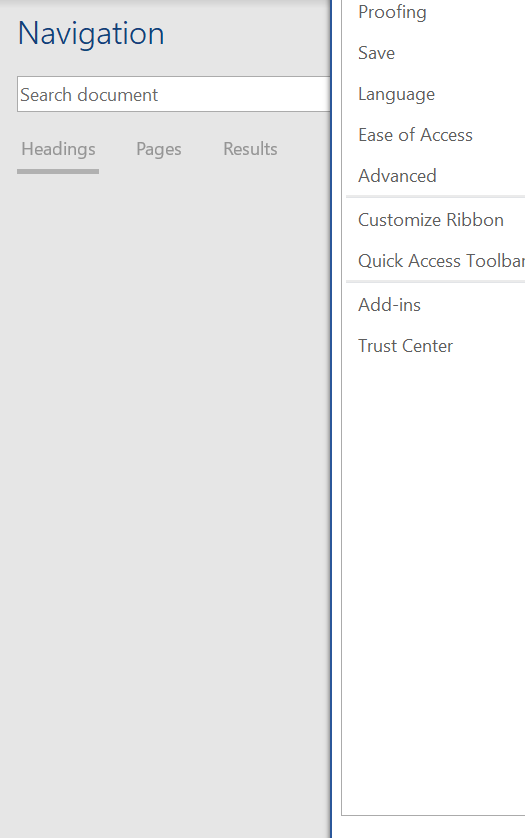 Navigation
Search document
Headings Pages Results
Proofing
Save
Language
Ease of Access
Advanced
Customize Ribbon
Quick Access Toolbar
Add-ins
Trust Center